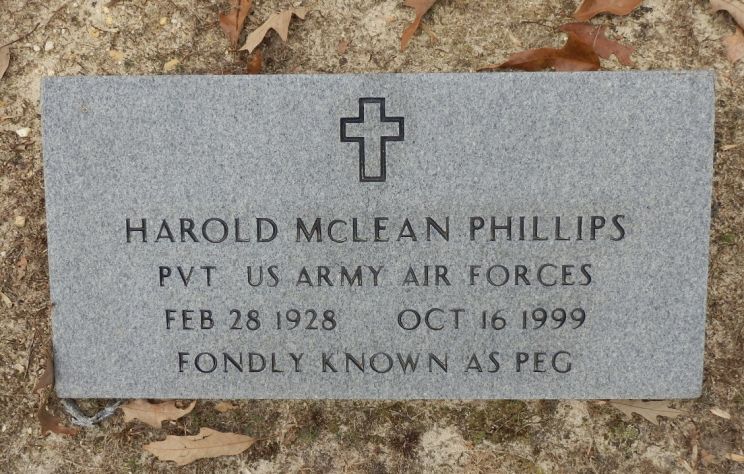 HAROLD McLEAN PHILLIPS
PVT US ARMY AIR FORCES
FEB 28 1928 OCT 16 1999
FONDLY KNOWN AS PEG